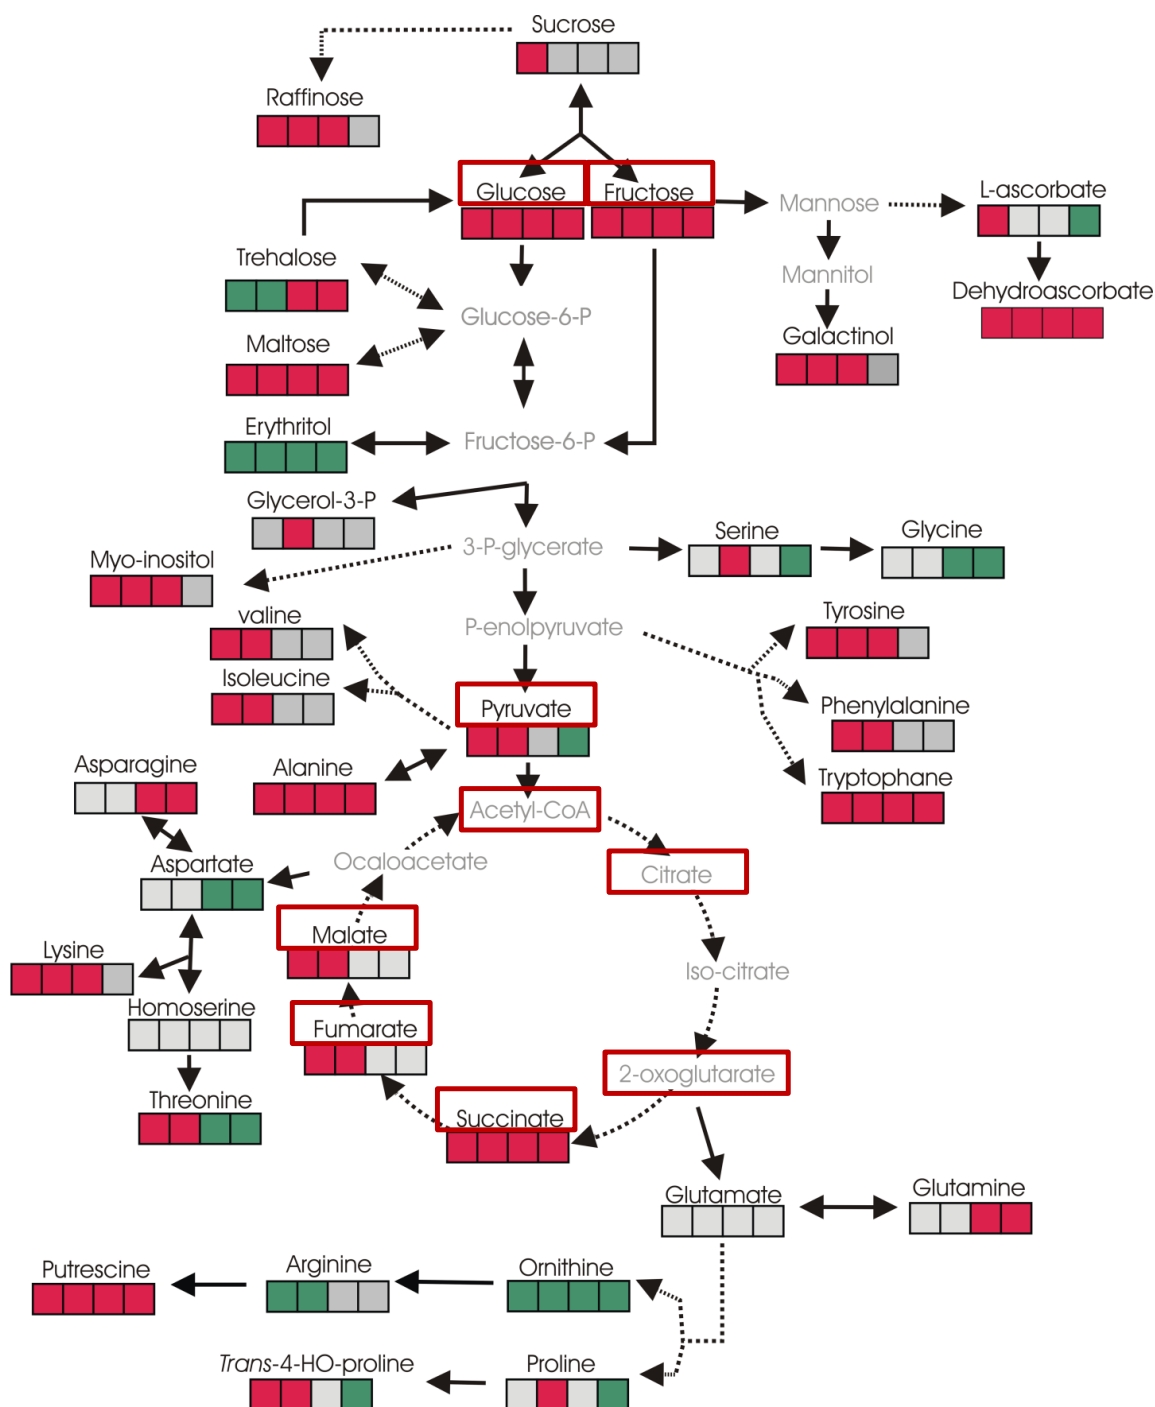 Sucrose
Raffinose
Glucose
Fructose
Mannose
L-ascorbate
Trehalose
Mannitol
Dehydroascorbate
Glucose-6-P
Galactinol
Maltose
Erythritol
Fructose-6-P
Glycerol-3-P
Serine
Glycine
3-P-glycerate
Myo-inositol
valine
Tyrosine
P-enolpyruvate
Isoleucine
Pyruvate
Phenylalanine
Asparagine
Alanine
Tryptophane
Acetyl-CoA
Ocaloacetate
Aspartate
Citrate
Malate
Lysine
Iso-citrate
Homoserine
Fumarate
2-oxoglutarate
Threonine
Succinate
Glutamate
Glutamine
Putrescine
Arginine
Ornithine
Trans-4-HO-proline
Proline